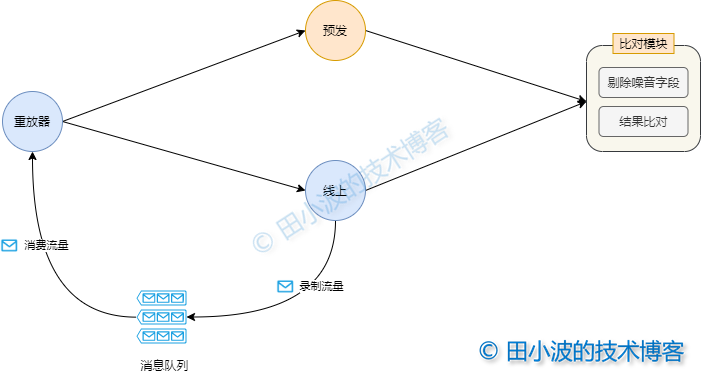 预发
比对模块
剔除噪音字段
结果比对
重放器
线上
© 田小波的技术博客
消费流量
录制流量
消息队列
© 田小波的技术博客